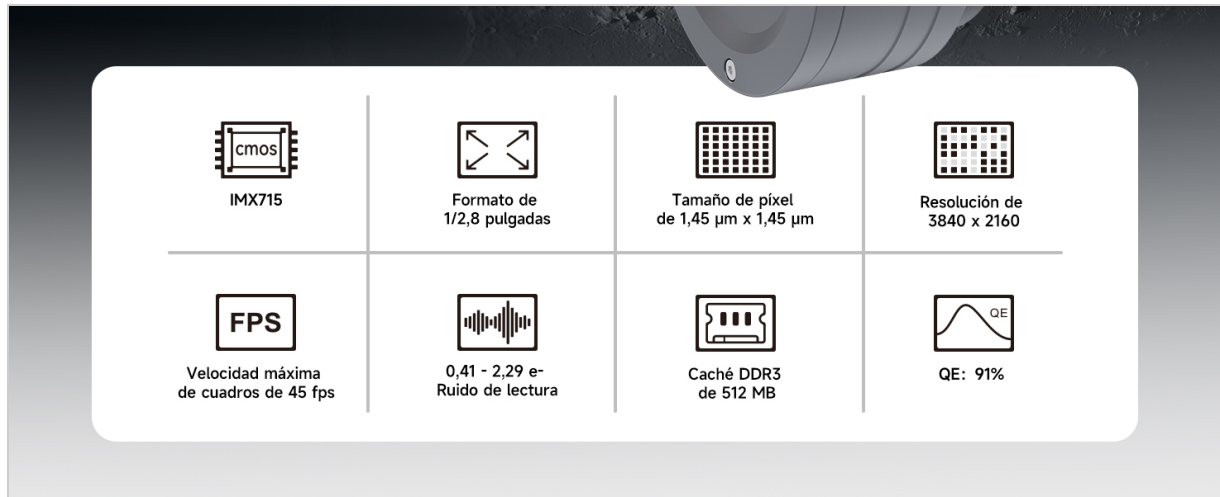 cmos
IMX715
Formato de
1/2,8 pulgadas
Tamaño de píxel
de 1,45 µm x 1,45 µm
Resolución de
3840 x 2160
FPS
Velocidad máxima
de cuadros de 45 fps
0,41 - 2,29 e-
Ruido de lectura
Caché DDR3
de 512 MB
QE
QE: 91%